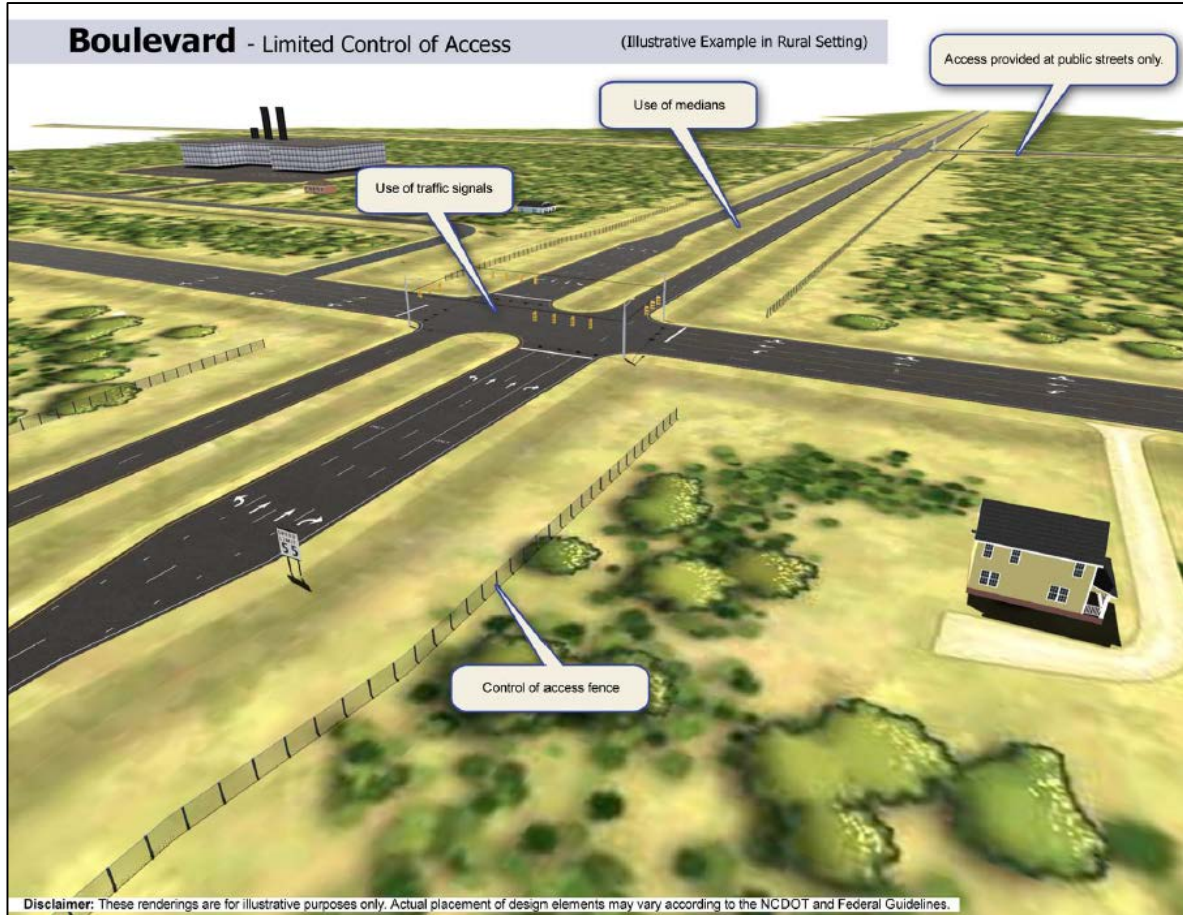 Boulevard - Limited Control of Access
(Illustrative Example in Rural Setting)
Access provided at public streets only.
Use of medians
Use of traffic signals
55
Control of access fence
Disclaimer: These renderings are for illustrative purposes only. Actual placement of design elements may vary according to the NCDOT and Federal Guidelines.